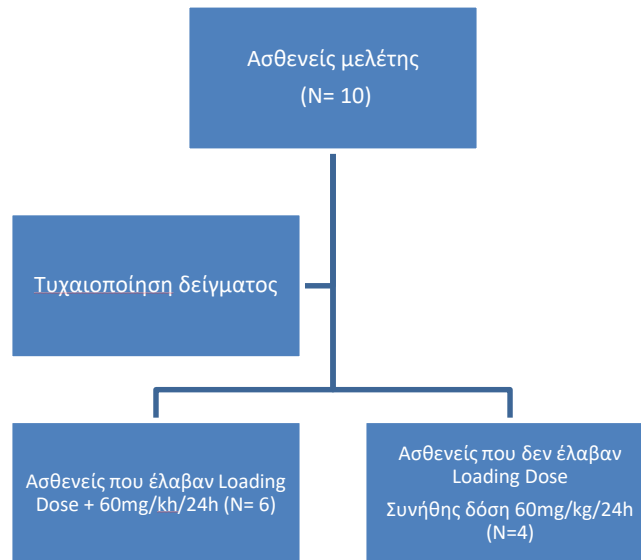 Ασθενείς μελέτης
(N= 10)
Τυχαιοποίηση δείγματος
Ασθενείς που έλαβαν Loading
Dose + 60mg/kh/24h (N= 6)
Ασθενείς που δεν έλαβαν
Loading Dose
Συνήθης δόση 60mg/kg/24h
(N=4)